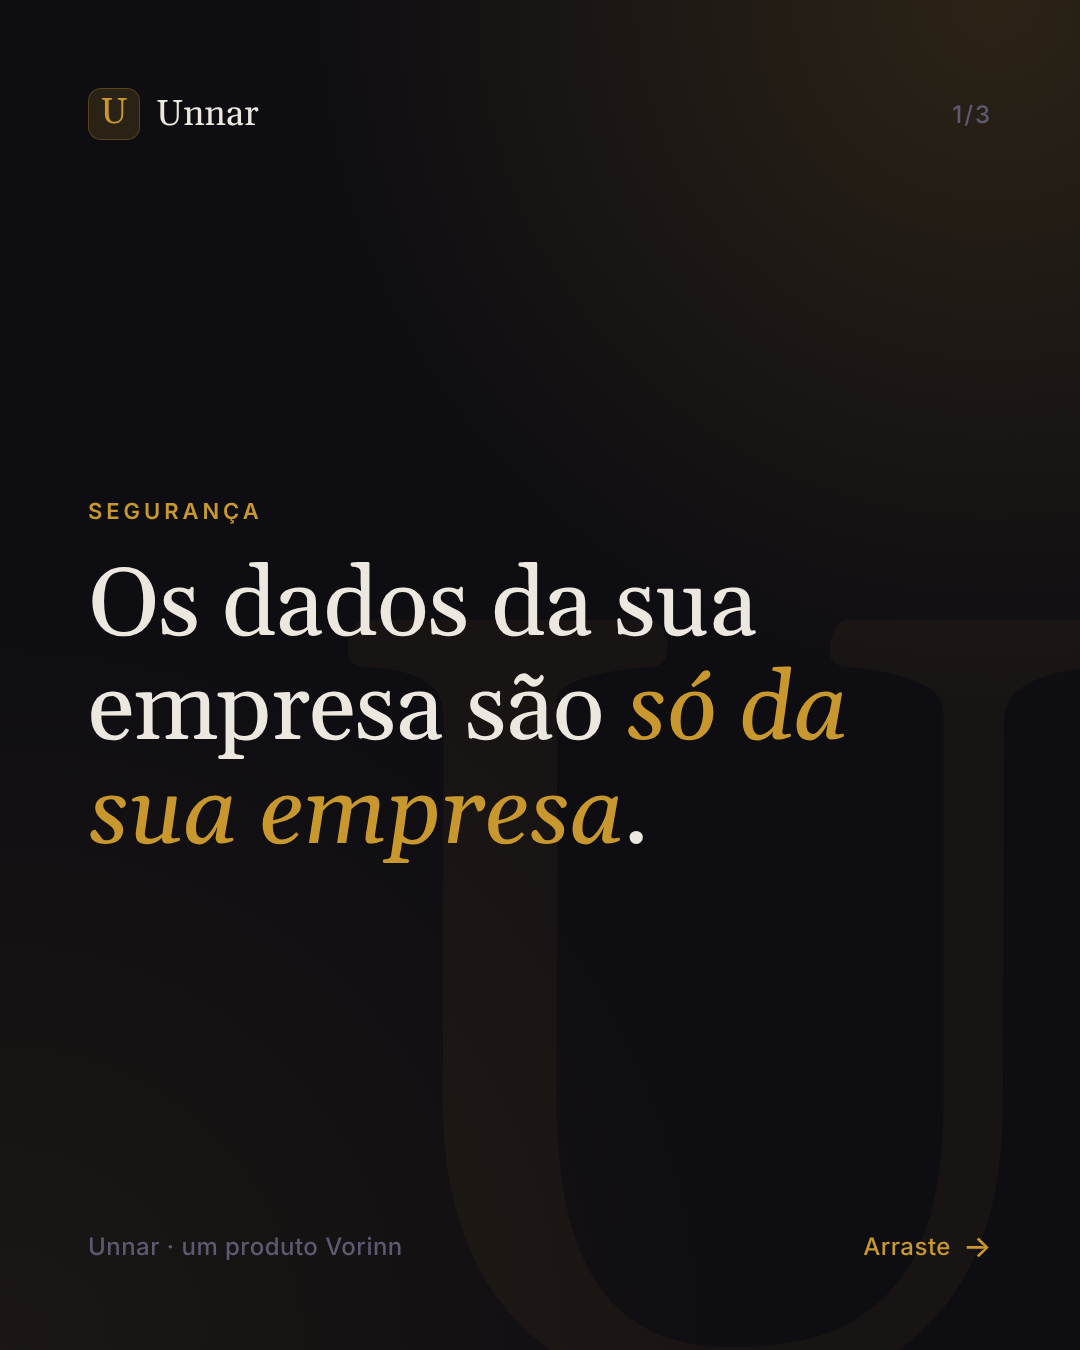 U Unnar
1/3
SEGURANÇA
Os dados da sua
empresa são só da
sua empresa.
Unnar · um produto Vorinn
Arraste →